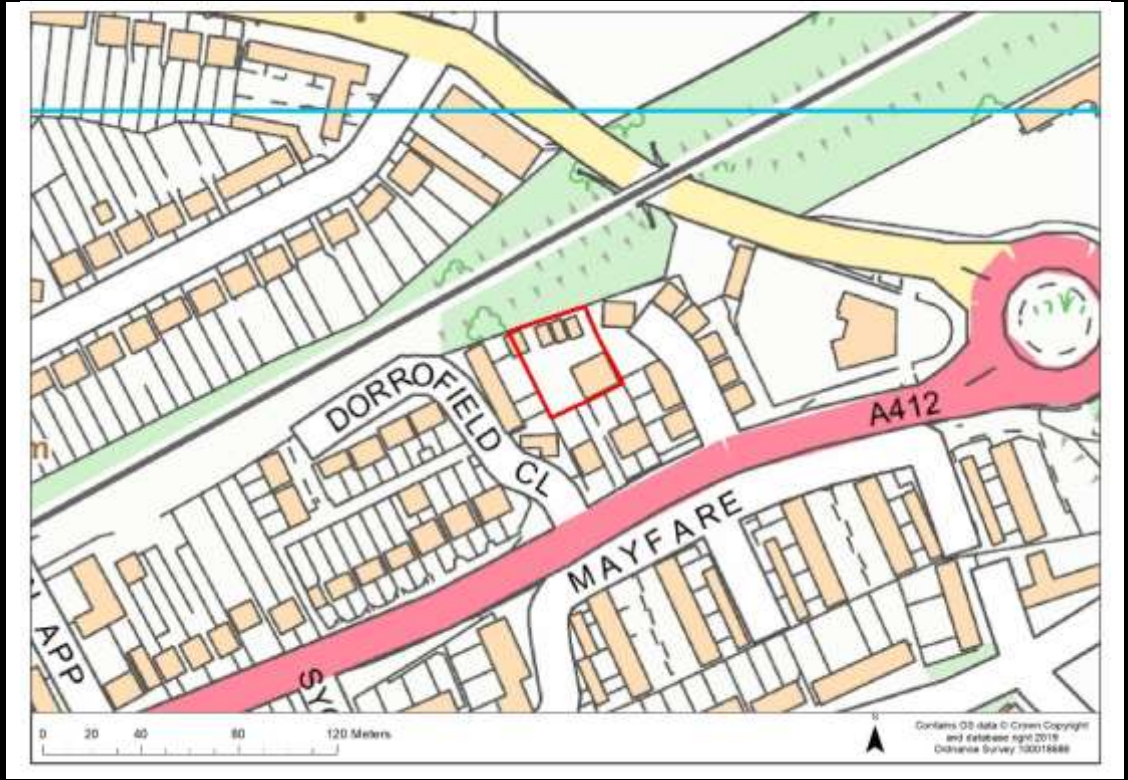 DORROFIELD CL
A412
MAYFARE
APP
SY
0 20 40 80 120 Meters
N
Contains OS data © Crown Copyright
and database right 2019
Ordnance Survey 100018686